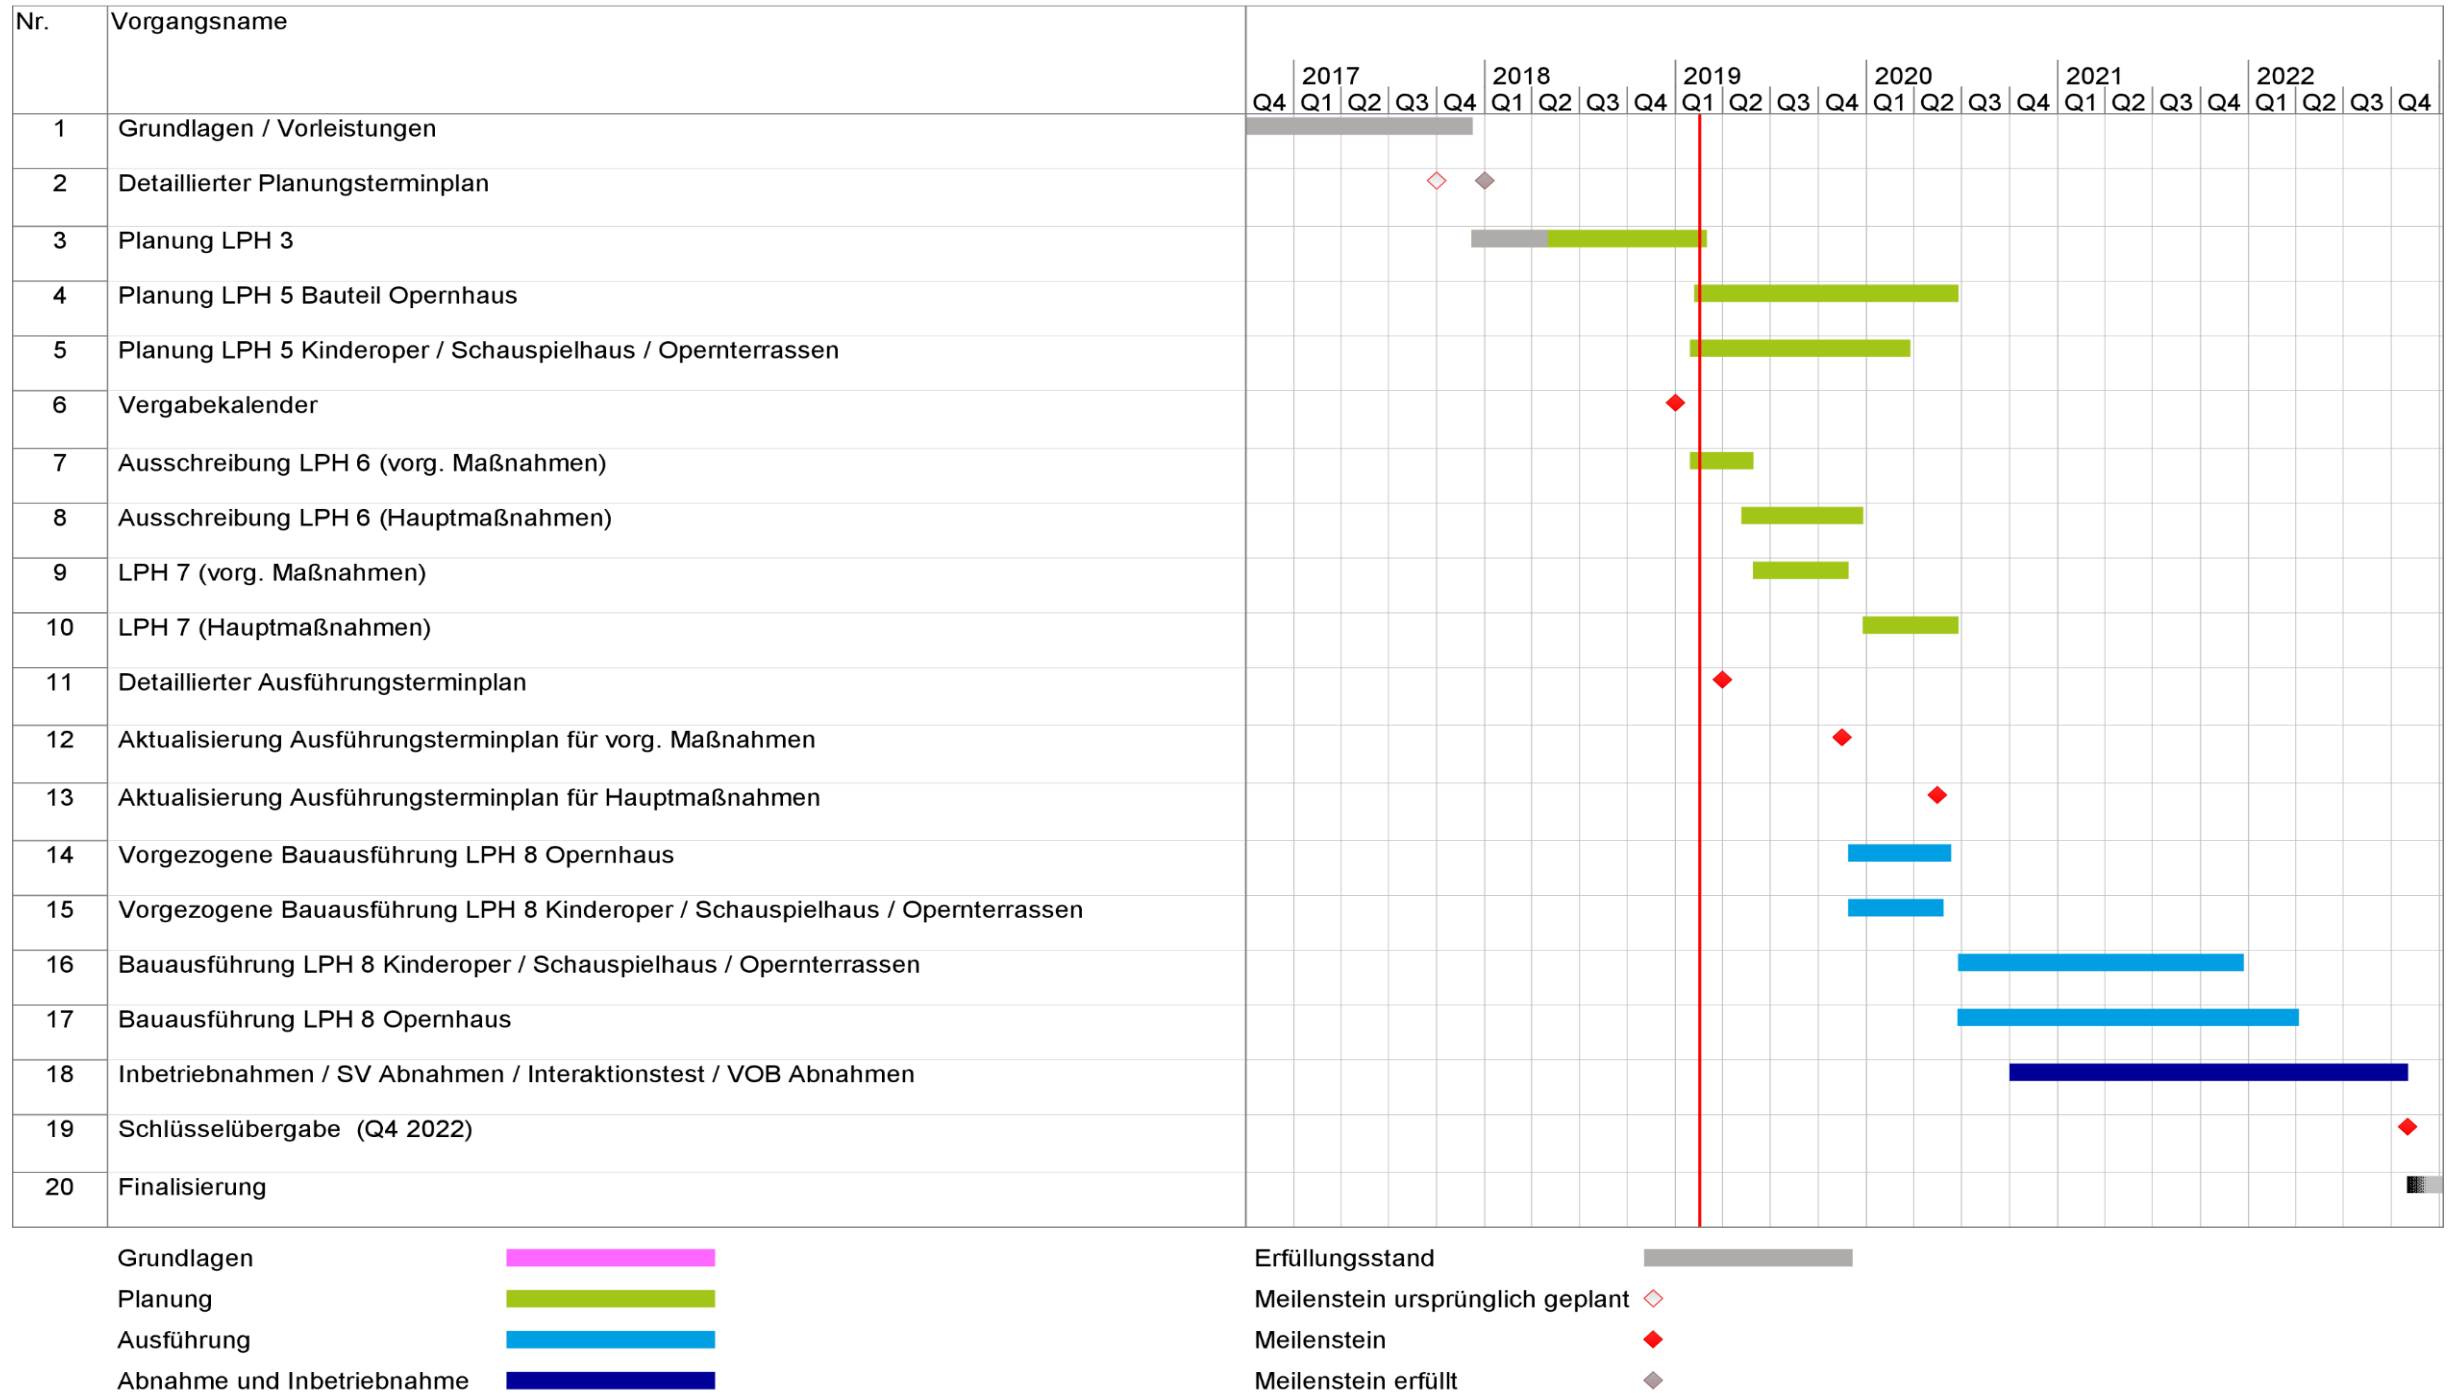 Nr. Vorgangsname
2017 2018 2019 2020 2021 2022
Q4 Q1 Q2 Q3 Q4 Q1 Q2 Q3 Q4 Q1 Q2 Q3 Q4 Q1 Q2 Q3 Q4 Q1 Q2 Q3 Q4 Q1 Q2 Q3 Q4
1 Grundlagen / Vorleistungen
2 Detaillierter Planungsterminplan
3 Planung LPH 3
4 Planung LPH 5 Bauteil Opernhaus
5 Planung LPH 5 Kinderoper / Schauspielhaus / Opernterrassen
6 Vergabekalender
7 Ausschreibung LPH 6 (vorg. Maßnahmen)
8 Ausschreibung LPH 6 (Hauptmaßnahmen)
9 LPH 7 (vorg. Maßnahmen)
10 LPH 7 (Hauptmaßnahmen)
11 Detaillierter Ausführungsterminplan
12 Aktualisierung Ausführungsterminplan für vorg. Maßnahmen
13 Aktualisierung Ausführungsterminplan für Hauptmaßnahmen
14 Vorgezogene Bauausführung LPH 8 Opernhaus
15 Vorgezogene Bauausführung LPH 8 Kinderoper / Schauspielhaus / Opernterrassen
16 Bauausführung LPH 8 Kinderoper / Schauspielhaus / Opernterrassen
17 Bauausführung LPH 8 Opernhaus
18 Inbetriebnahmen / SV Abnahmen / Interaktionstest / VOB Abnahmen
19 Schlüsselübergabe (Q4 2022)
20 Finalisierung
Grundlagen
Planung
Ausführung
Abnahme und Inbetriebnahme
Erfüllungsstand
Meilenstein ursprünglich geplant
Meilenstein
Meilenstein erfüllt